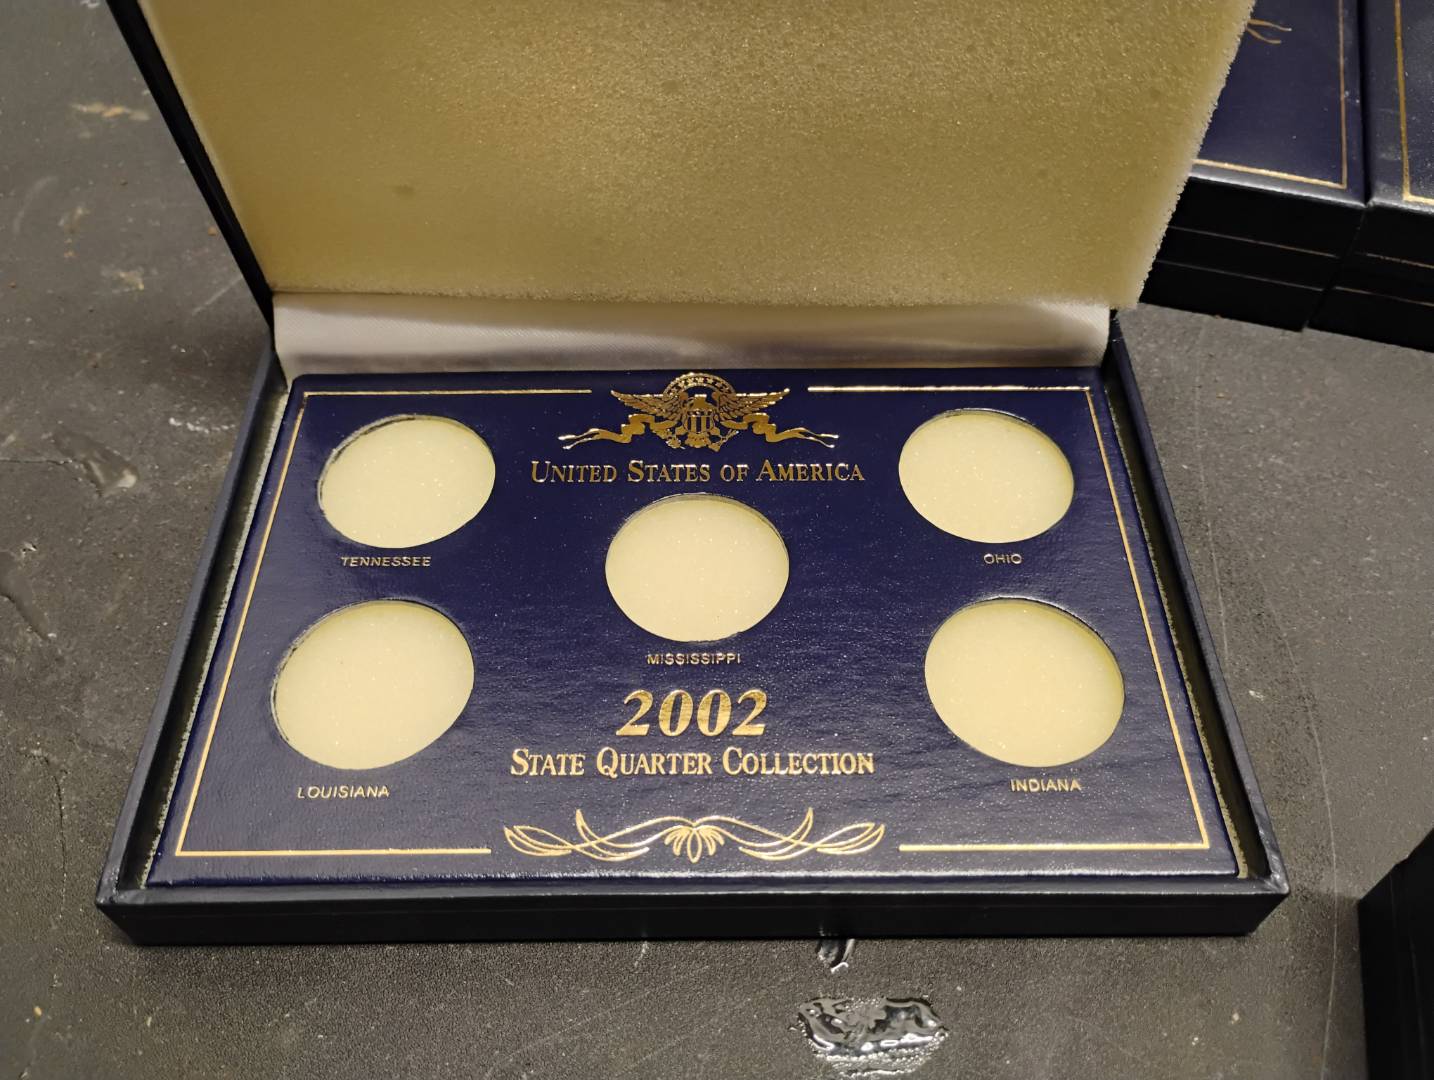 UNITED STATES OF AMERICA
TENNESSEE
OHIO
MISSISSIPPI
LOUISIANA
INDIANA
2002
STATE QUARTER COLLECTION